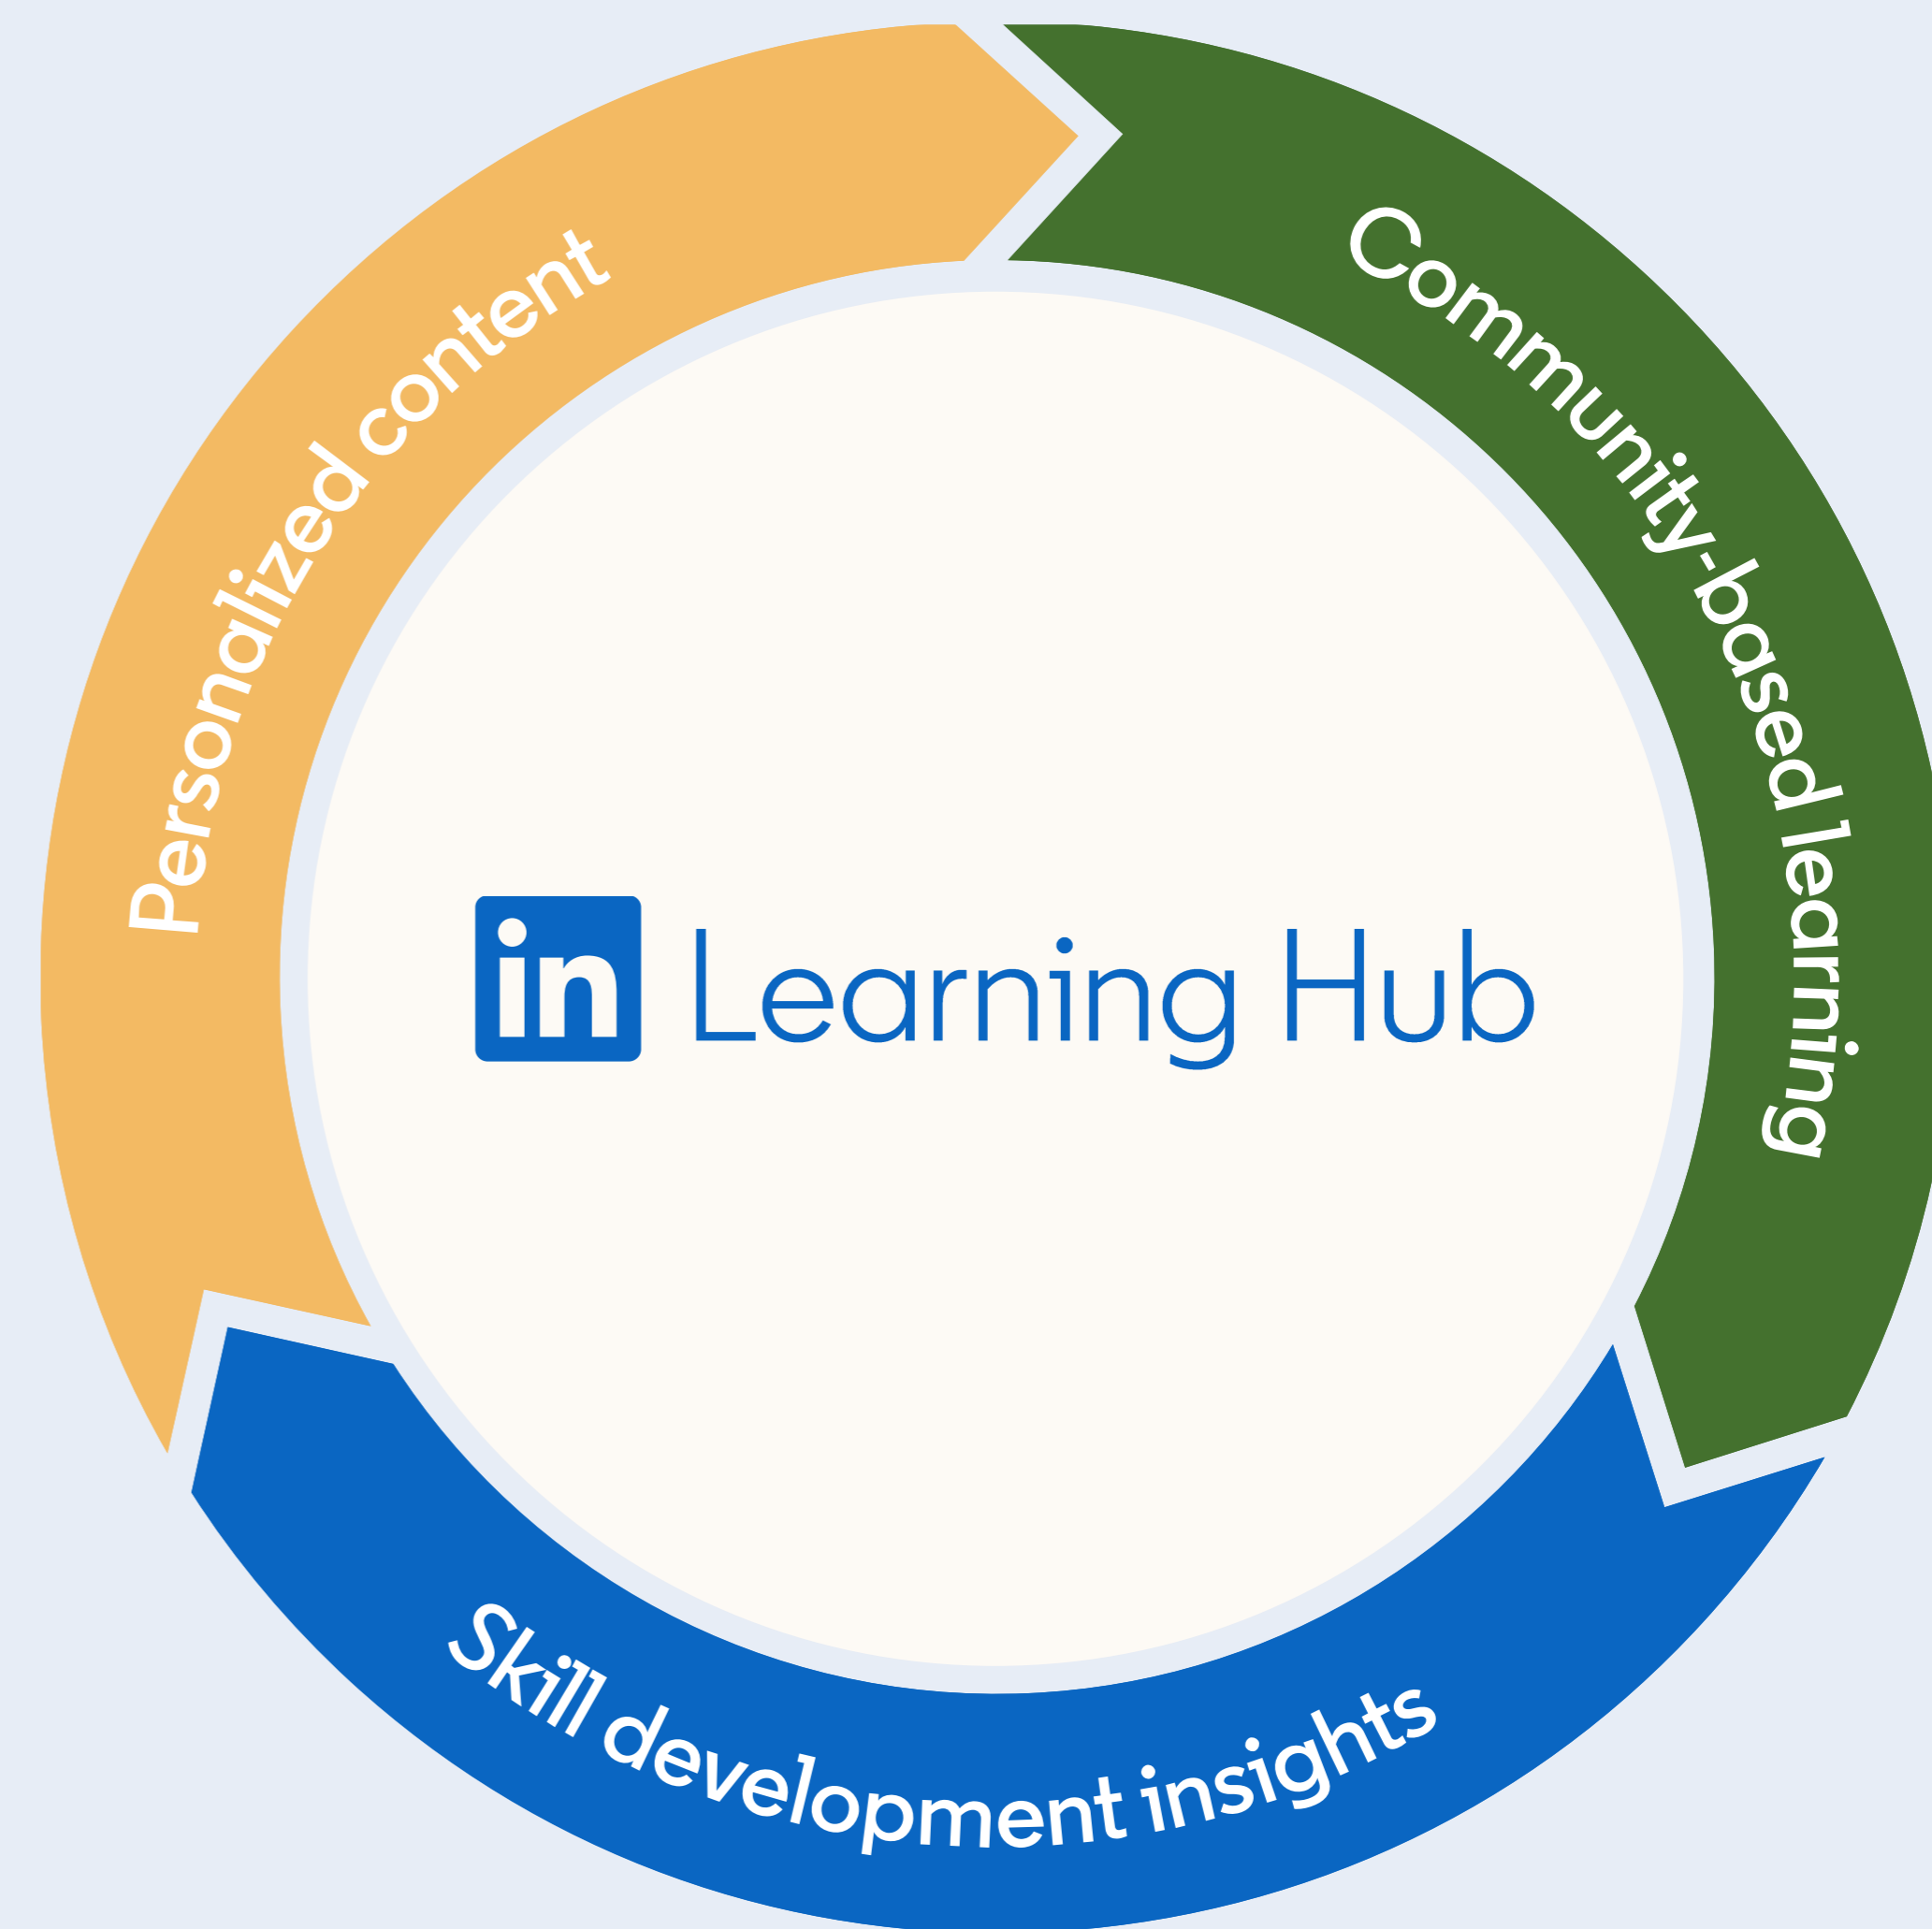 Personalized content
Community-based learning
in Learning Hub
Skill development insights